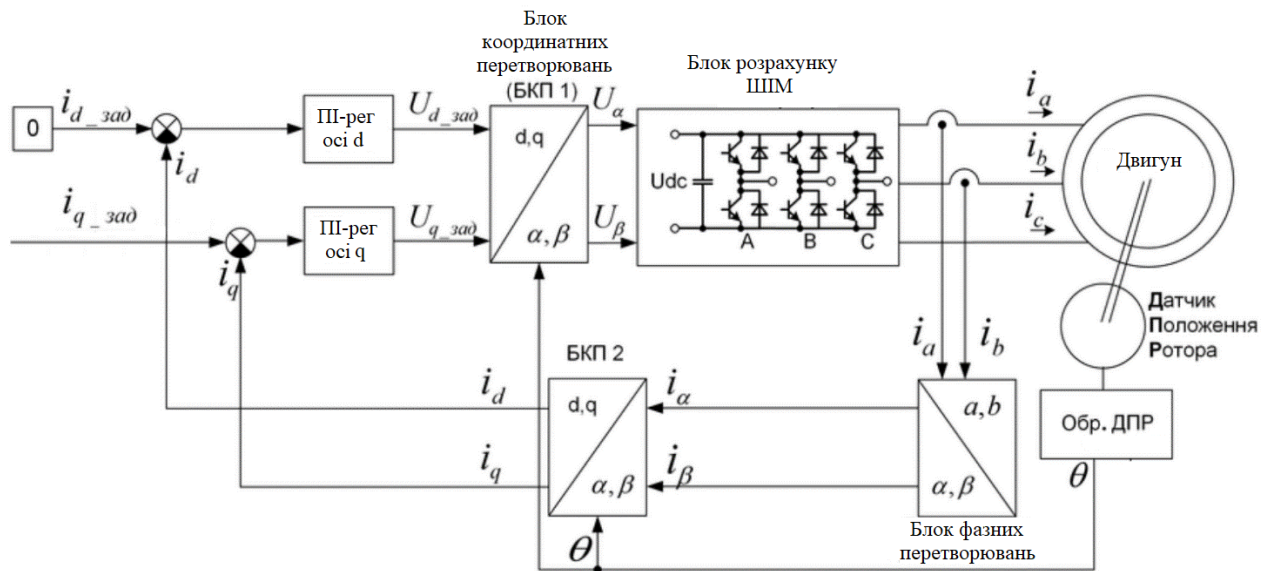 Блок
координатних
перетворювань
(БКП 1)
Блок розрахунку
ШІМ
0
i_d_зад
ПІ-рег
осі d
U_d_зад
d,q
U_α
i_a
i_d
Udc
Двигун
i_b
i_q_зад
ПІ-рег
осі q
U_q_зад
α,β
U_β
A B C
i_c
i_q
Датчик
Положення
Ротора
i_a
i_b
БКП 2
i_d
d,q
i_α
a,b
Обр. ДПР
i_q
α,β
i_β
α,β
θ
Блок фазних
перетворювань
θ